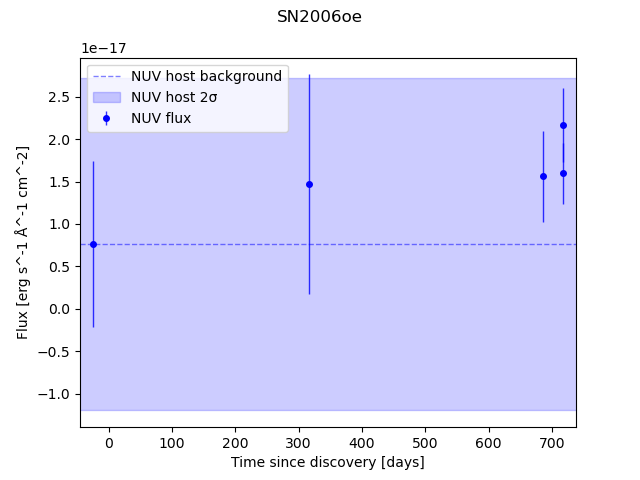 SN2006oe
1e−17
NUV host background
NUV host 2σ
NUV flux
2.5
2.0
1.5
1.0
0.5
0.0
−0.5
−1.0
Flux [erg s^-1 Å^-1 cm^-2]
0 100 200 300 400 500 600 700
Time since discovery [days]